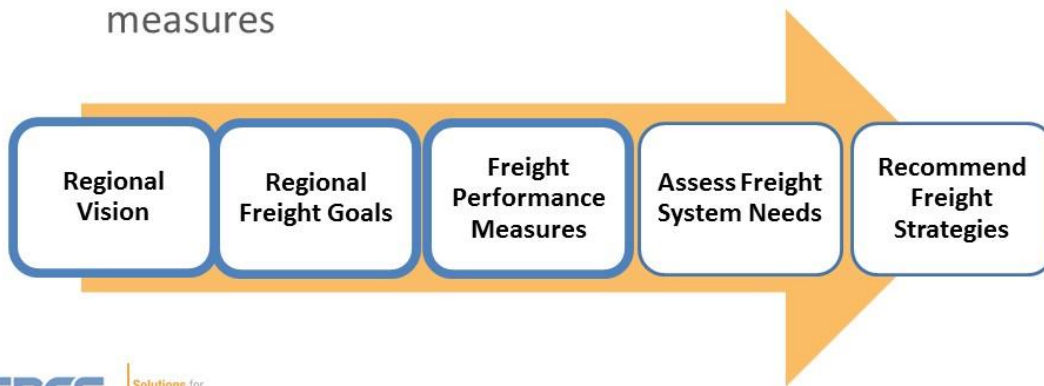 measures
Regional
Vision
Regional
Freight Goals
Freight
Performance
Measures
Assess Freight
System Needs
Recommend
Freight
Strategies
Solutions for